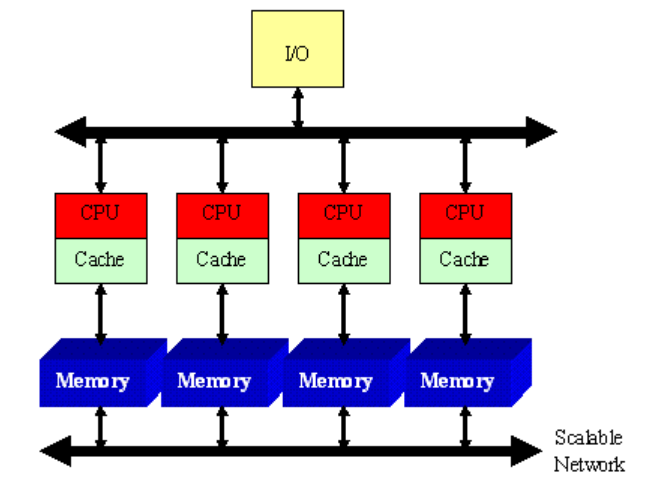 I/O
CPU CPU CPU CPU
Cache Cache Cache Cache
Memory Memory Memory Memory
Scalable
Network